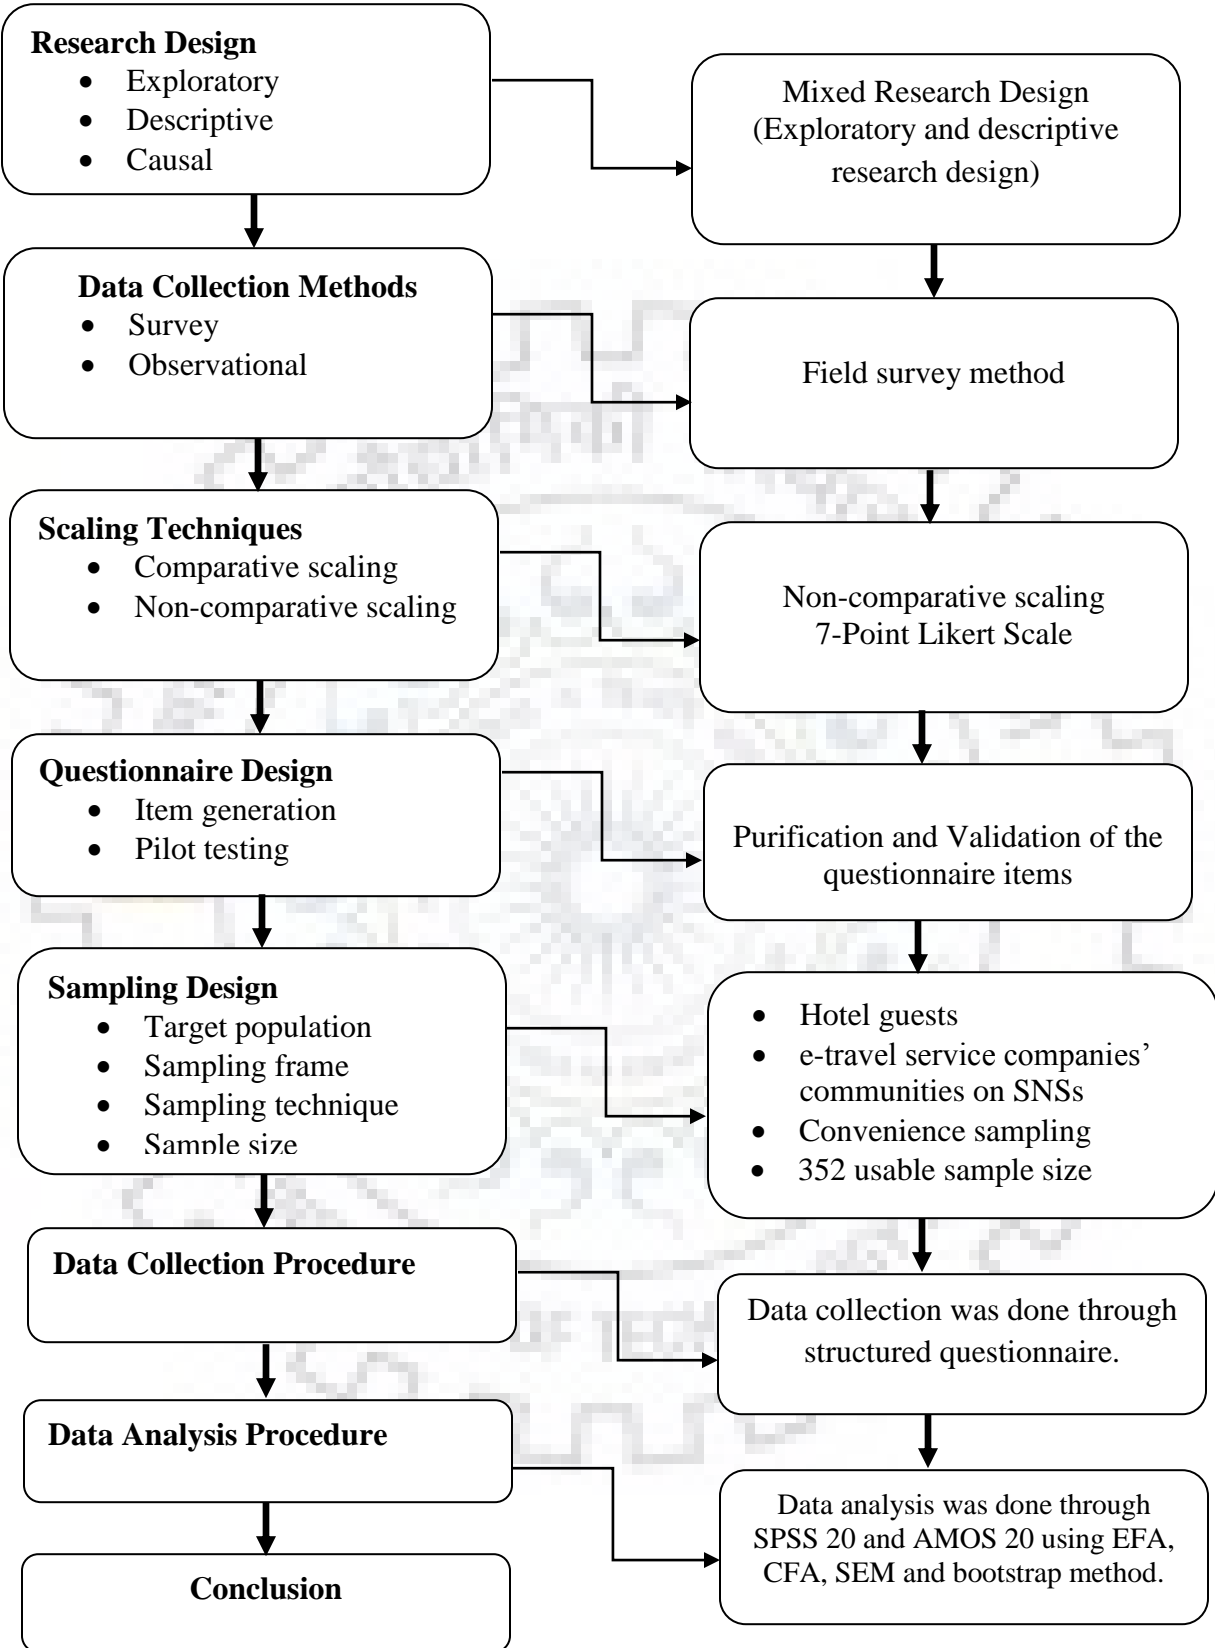 Research Design
• Exploratory
• Descriptive
• Causal
Mixed Research Design
(Exploratory and descriptive
research design)
Data Collection Methods
• Survey
• Observational
Field survey method
Scaling Techniques
• Comparative scaling
• Non-comparative scaling
Non-comparative scaling
7-Point Likert Scale
Questionnaire Design
• Item generation
• Pilot testing
Purification and Validation of the
questionnaire items
Sampling Design
• Target population
• Sampling frame
• Sampling technique
• Sample size
• Hotel guests
• e-travel service companies’
communities on SNSs
• Convenience sampling
• 352 usable sample size
Data Collection Procedure
Data collection was done through
structured questionnaire.
Data Analysis Procedure
Data analysis was done through
SPSS 20 and AMOS 20 using EFA,
CFA, SEM and bootstrap method.
Conclusion